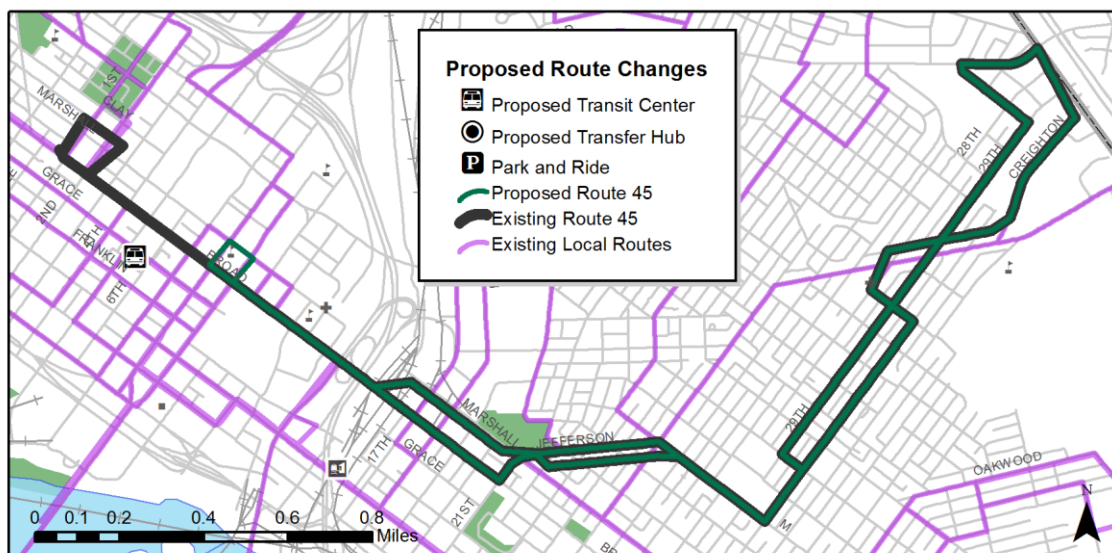 Proposed Route Changes
Proposed Transit Center
Proposed Transfer Hub
P Park and Ride
Proposed Route 45
Existing Route 45
Existing Local Routes
1ST
CLAY
MARSHALL
GRACE
2ND
FRANKLIN
6TH
BROAD
17TH
MARSHALL
JEFFERSON
GRACE
21ST
28TH
29TH
CREIGHTON
29TH
OAKWOOD
M
N
0 0.1 0.2 0.4 0.6 0.8
Miles